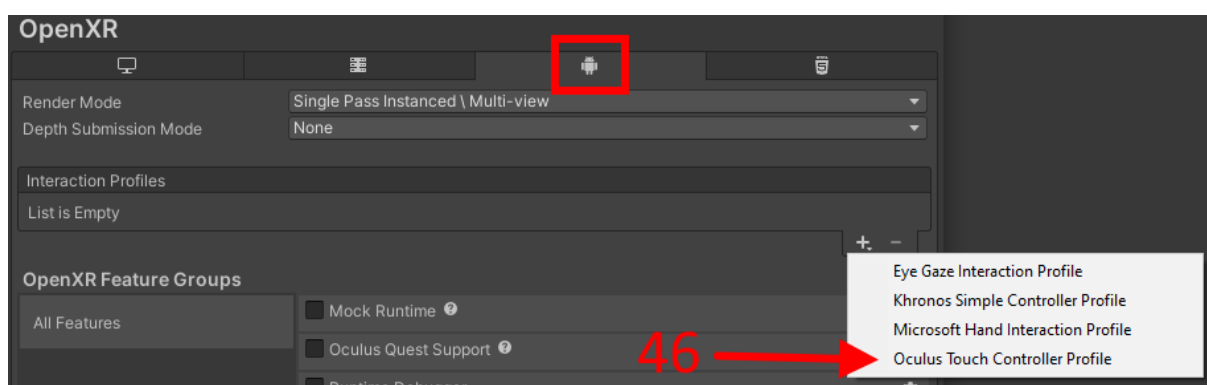 OpenXR
Render Mode Single Pass Instanced \ Multi-view
Depth Submission Mode None
Interaction Profiles
List is Empty
+ −
OpenXR Feature Groups
All Features
Mock Runtime ?
Oculus Quest Support ?
Runtime Debugger
Eye Gaze Interaction Profile
Khronos Simple Controller Profile
Microsoft Hand Interaction Profile
46 Oculus Touch Controller Profile